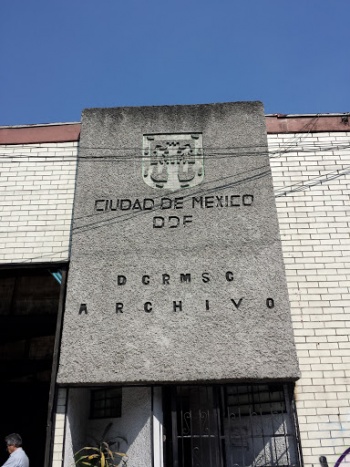 CIUDAD DE MEXICO
DDF
DGRMSG
ARCHIVO